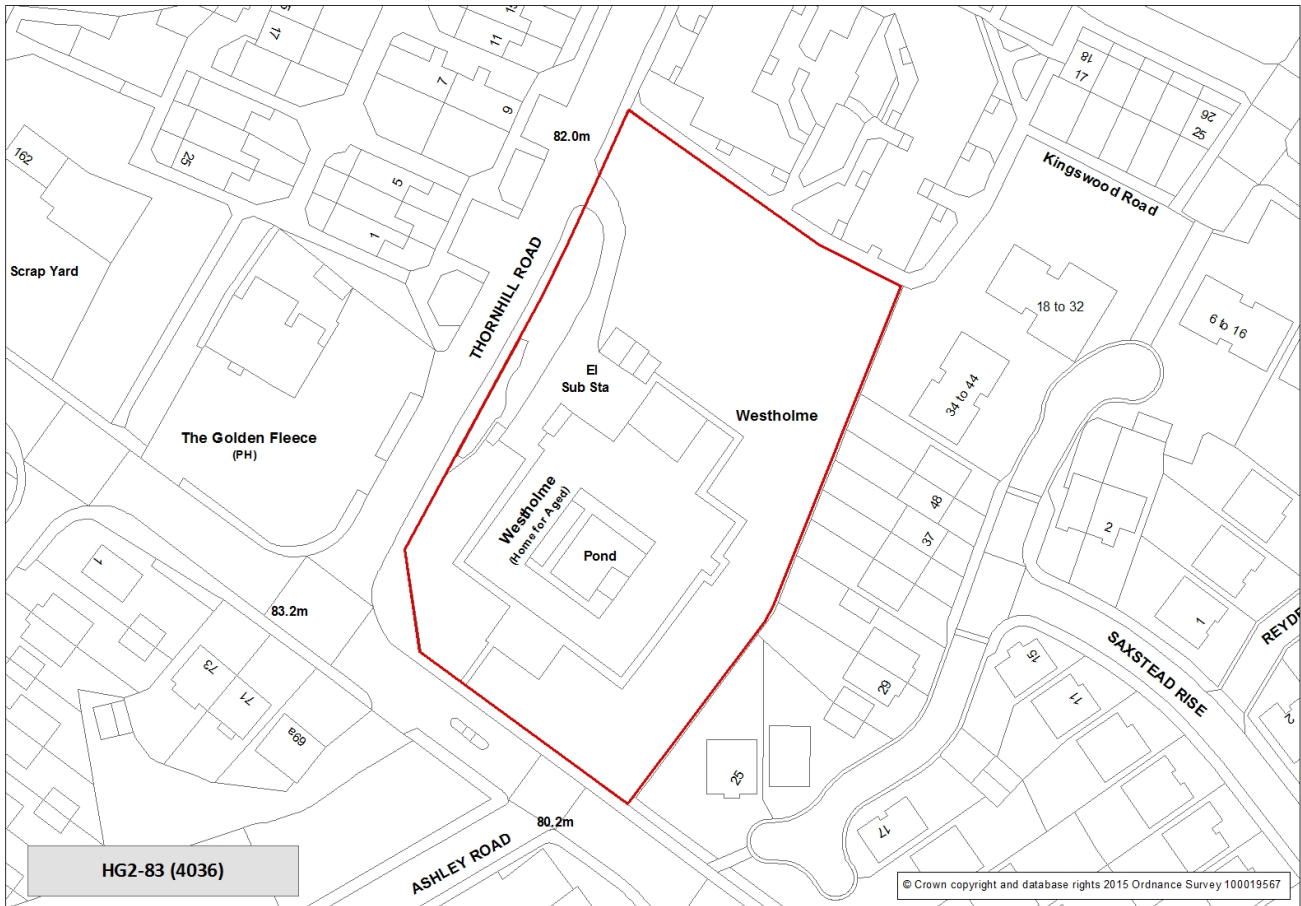 15
17
11
18
17
7
9
26
25
82.0m
162
25
5
1
Kingswood Road
THORNHILL ROAD
Scrap Yard
18 to 32
6 to 16
El
Sub Sta
34 to 44
Westholme
The Golden Fleece
(PH)
Westholme
(Home for Aged)
48
37
2
Pond
1
83.2m
1
REYDE
SAXSTEAD RISE
15
73
71
69a
29
11
2
25
80.2m
17
ASHLEY ROAD
HG2-83 (4036)
© Crown copyright and database rights 2015 Ordnance Survey 100019567